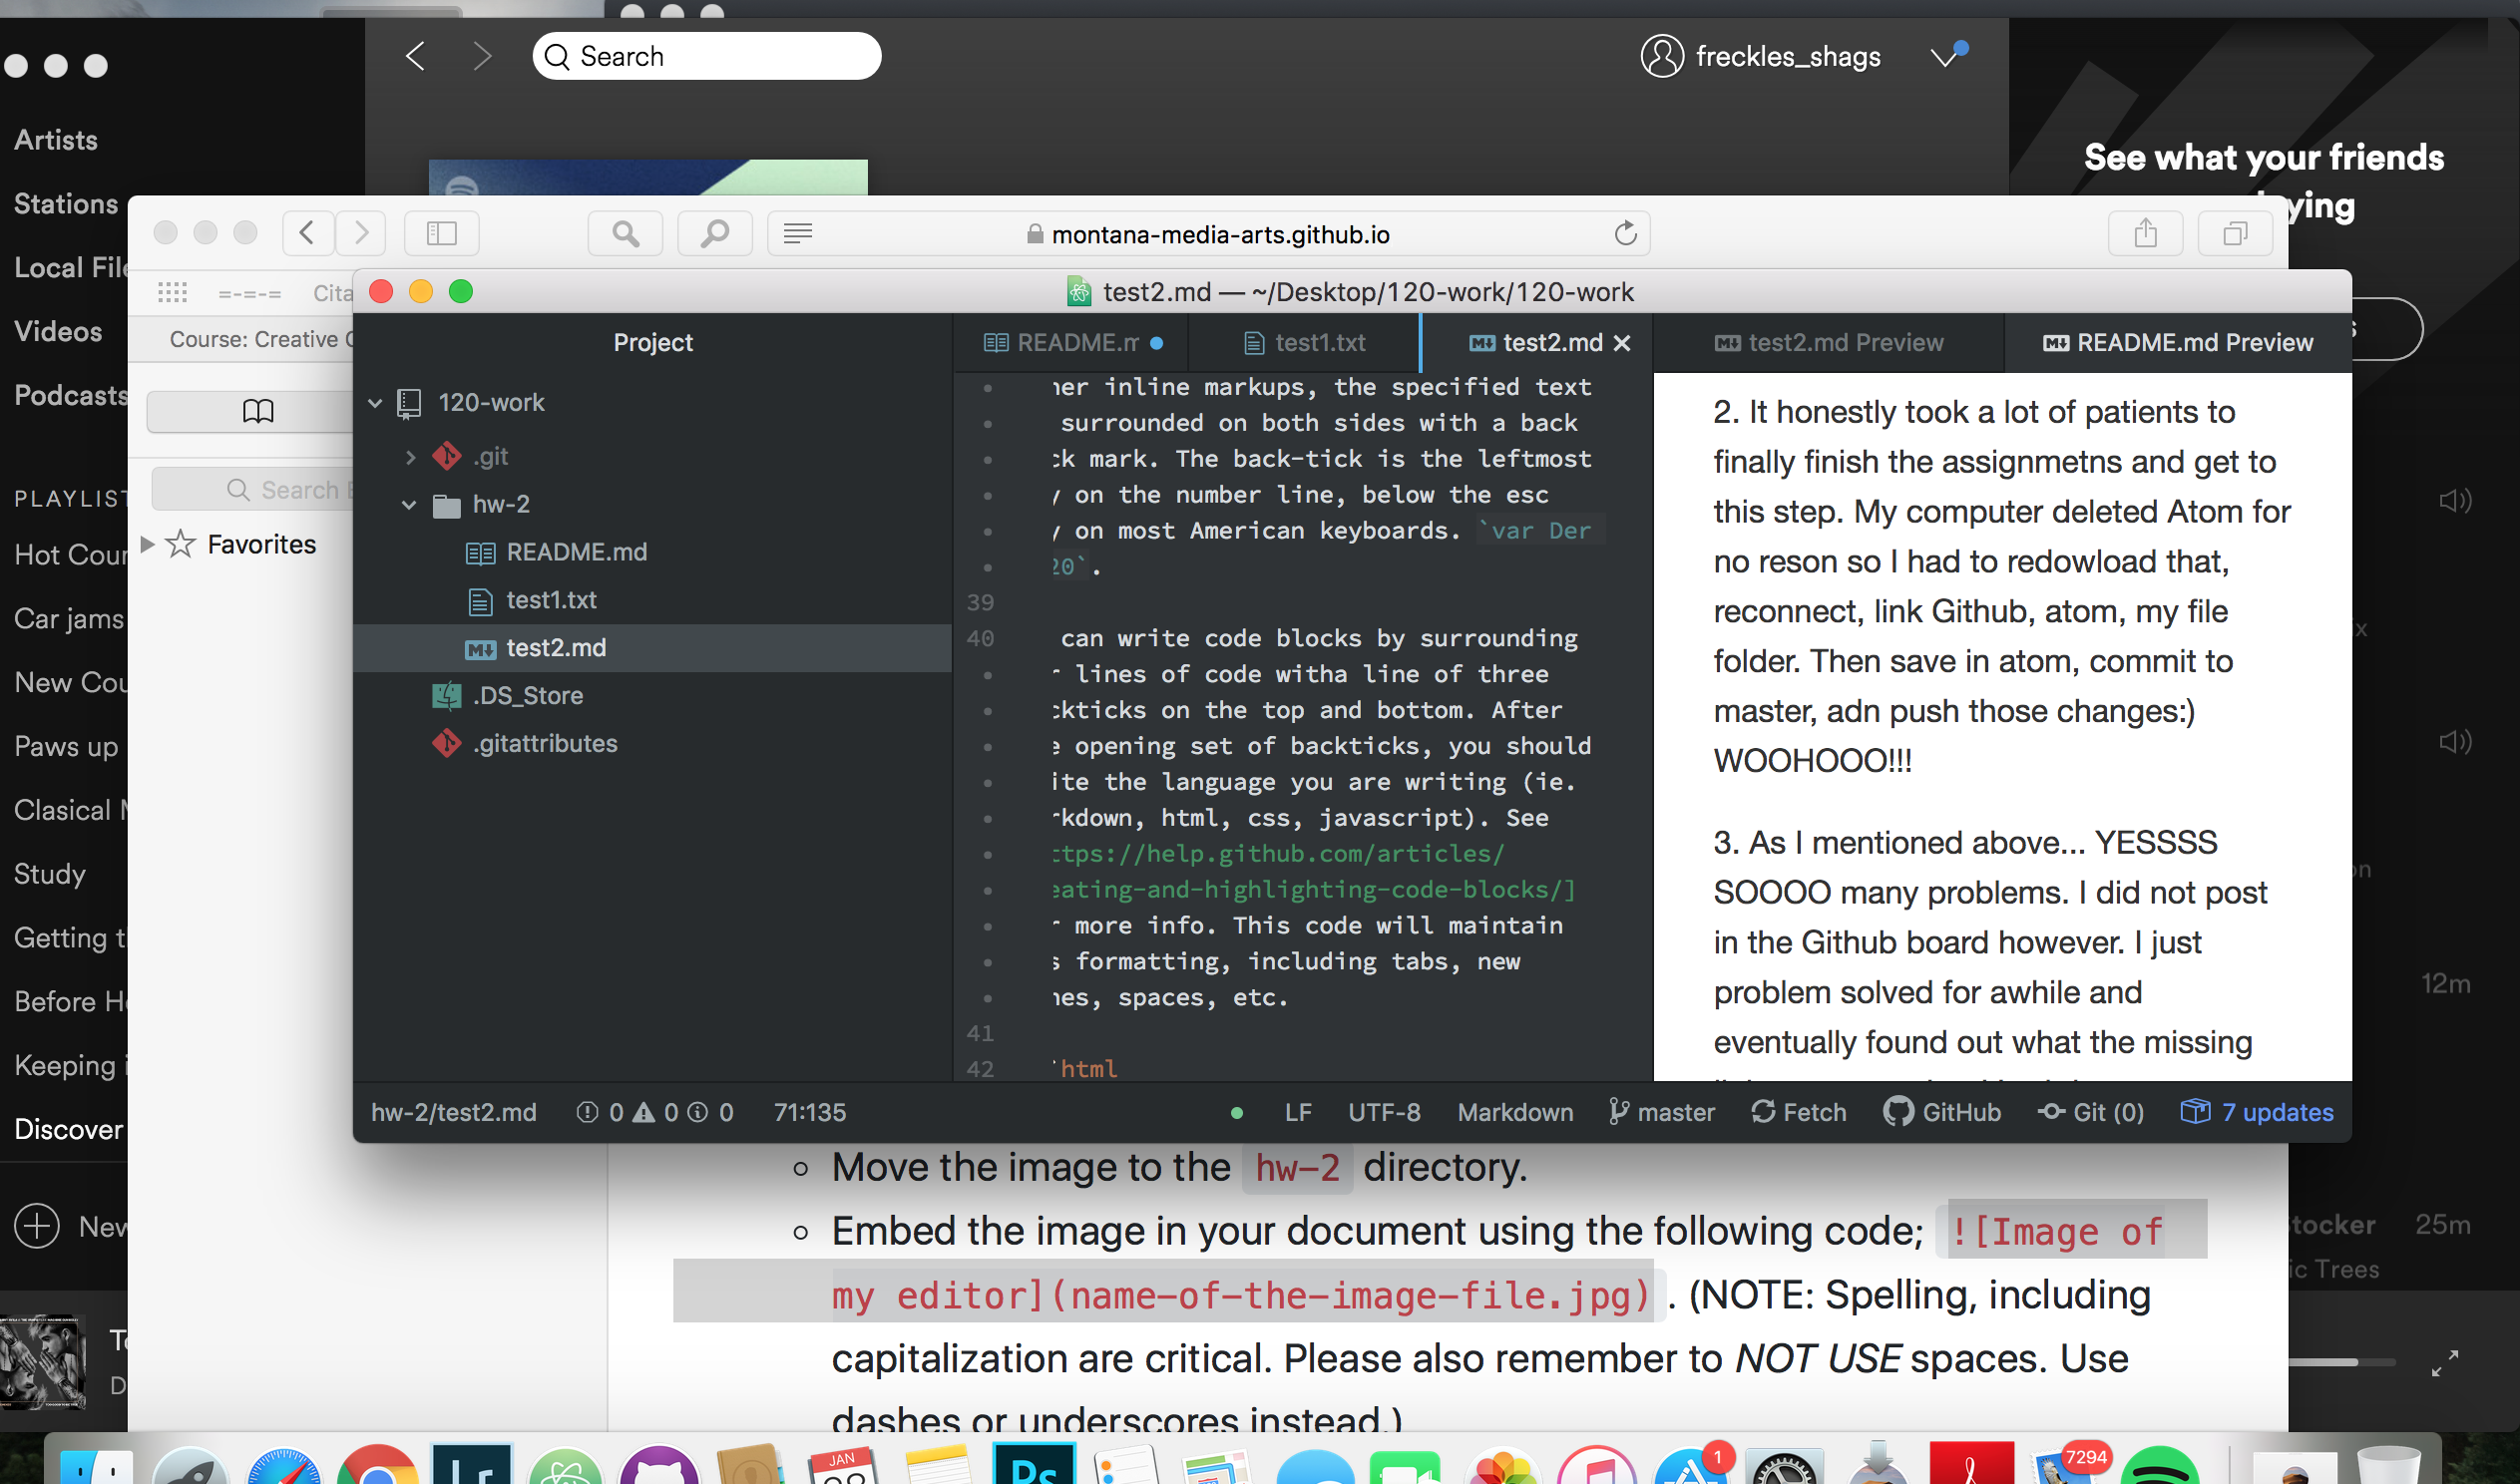 Search
freckles_shags
Artists
Stations
Local File
Videos
Podcasts
PLAYLIST
Hot Coun
Car jams
New Cou
Paws up
Clasical M
Study
Getting t
Before He
Keeping i
Discover
New
See what your friends
ying
12m
tocker 25m
ic Trees
montana-media-arts.github.io
=-=-= Cita
Course: Creative C
Search B
Favorites
test2.md — ~/Desktop/120-work/120-work
Project
120-work
.git
hw-2
README.md
test1.txt
test2.md
.DS_Store
.gitattributes
README.m test1.txt test2.md test2.md Preview README.md Preview
her inline markups, the specified text
surrounded on both sides with a back
ck mark. The back-tick is the leftmost
y on the number line, below the esc
y on most American keyboards. `var Der
20`.
39
40 can write code blocks by surrounding
r lines of code witha line of three
ckticks on the top and bottom. After
e opening set of backticks, you should
ite the language you are writing (ie.
rkdown, html, css, javascript). See
ttps://help.github.com/articles/
eating-and-highlighting-code-blocks/]
r more info. This code will maintain
s formatting, including tabs, new
nes, spaces, etc.
41
42 `html
2. It honestly took a lot of patients to
finally finish the assignmetns and get to
this step. My computer deleted Atom for
no reson so I had to redowload that,
reconnect, link Github, atom, my file
folder. Then save in atom, commit to
master, adn push those changes:)
WOOHOOO!!!
3. As I mentioned above... YESSSS
SOOOO many problems. I did not post
in the Github board however. I just
problem solved for awhile and
eventually found out what the missing
hw-2/test2.md 0 0 0 71:135 LF UTF-8 Markdown master Fetch GitHub Git (0) 7 updates
Move the image to the hw-2 directory.
Embed the image in your document using the following code; ![Image of
my editor](name-of-the-image-file.jpg) . (NOTE: Spelling, including
capitalization are critical. Please also remember to NOT USE spaces. Use
dashes or underscores instead.)
JAN
Lr
Ps
1
7294